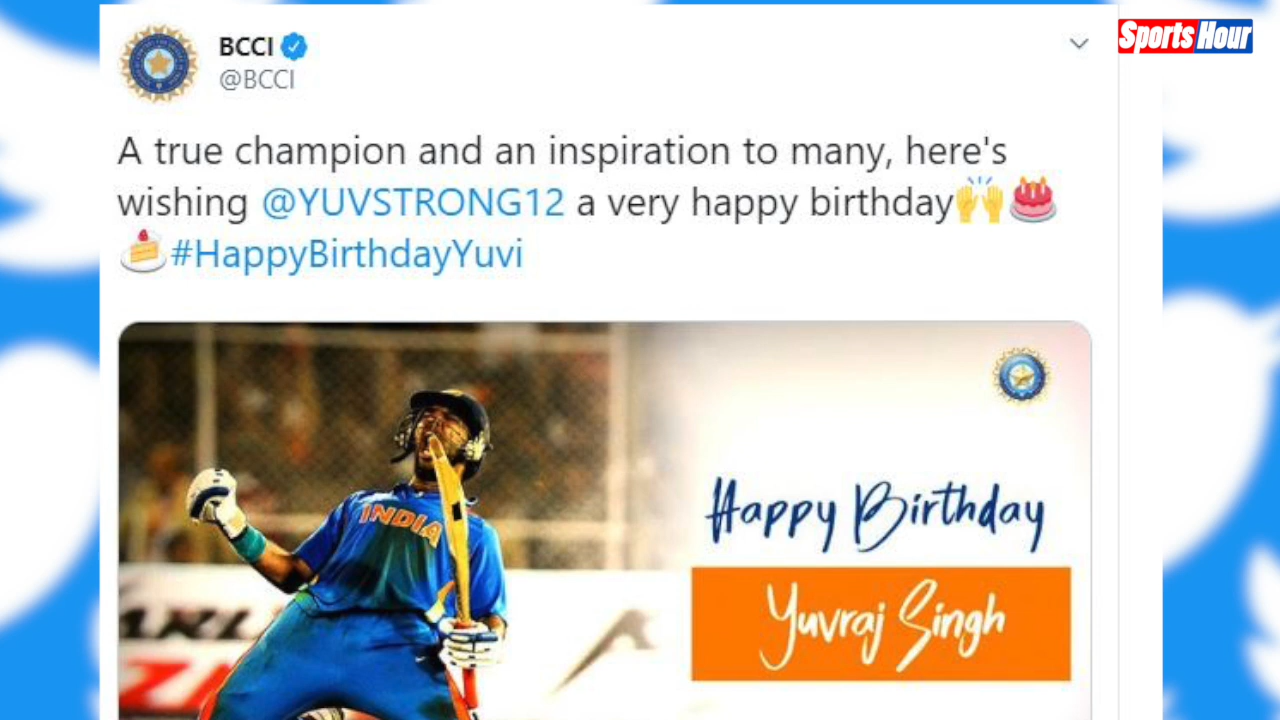 Sports Hour
BCCI
@BCCI
A true champion and an inspiration to many, here's
wishing @YUVSTRONG12 a very happy birthday🙌🎂
🍰#HappyBirthdayYuvi
INDIA
Happy Birthday
Yuvraj Singh